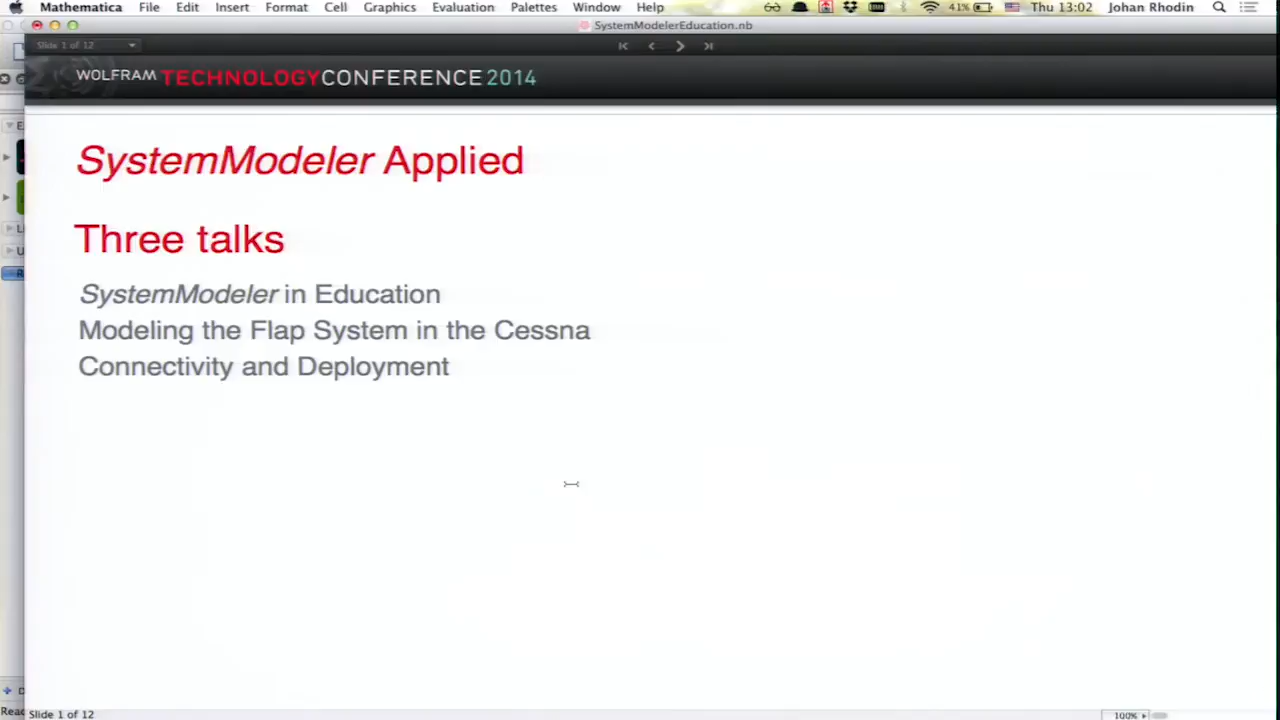 Mathematica File Edit Insert Format Cell Graphics Evaluation Palettes Window Help 41% Thu 13:02 Johan Rhodin
SystemModelerEducation.nb
Slide 1 of 12
WOLFRAM TECHNOLOGYCONFERENCE2014
SystemModeler Applied
Three talks
SystemModeler in Education
Modeling the Flap System in the Cessna
Connectivity and Deployment
Slide 1 of 12
100%